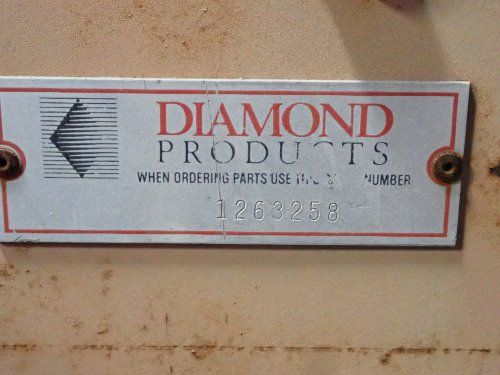 DIAMOND
PRODUCTS
WHEN ORDERING PARTS USE NUMBER
1263258